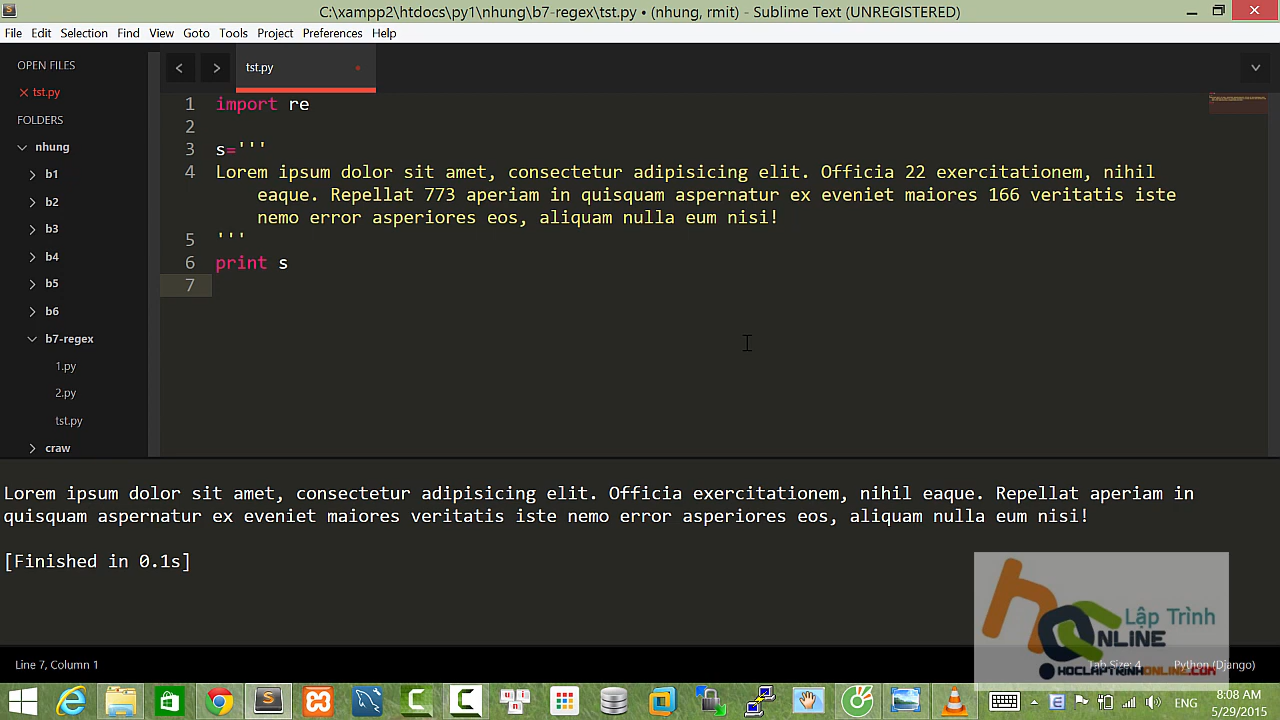 C:\xampp2\htdocs\py1\nhung\b7-regex\tst.py • (nhung, rmit) - Sublime Text (UNREGISTERED)
File Edit Selection Find View Goto Tools Project Preferences Help
OPEN FILES
tst.py
FOLDERS
nhung
b1
b2
b3
b4
b5
b6
b7-regex
1.py
2.py
tst.py
craw
tst.py
1 import re
2
3 s='''
4 Lorem ipsum dolor sit amet, consectetur adipisicing elit. Officia 22 exercitationem, nihil
eaque. Repellat 773 aperiam in quisquam aspernatur ex eveniet maiores 166 veritatis iste
nemo error asperiores eos, aliquam nulla eum nisi!
5 '''
6 print s
7
Lorem ipsum dolor sit amet, consectetur adipisicing elit. Officia exercitationem, nihil eaque. Repellat aperiam in
quisquam aspernatur ex eveniet maiores veritatis iste nemo error asperiores eos, aliquam nulla eum nisi!
[Finished in 0.1s]
Lập Trình
ONLINE
HOCLAPTRINHONLINE.COM
Line 7, Column 1
Tab Size: 4
Python (Django)
ENG
8:08 AM
5/29/2015